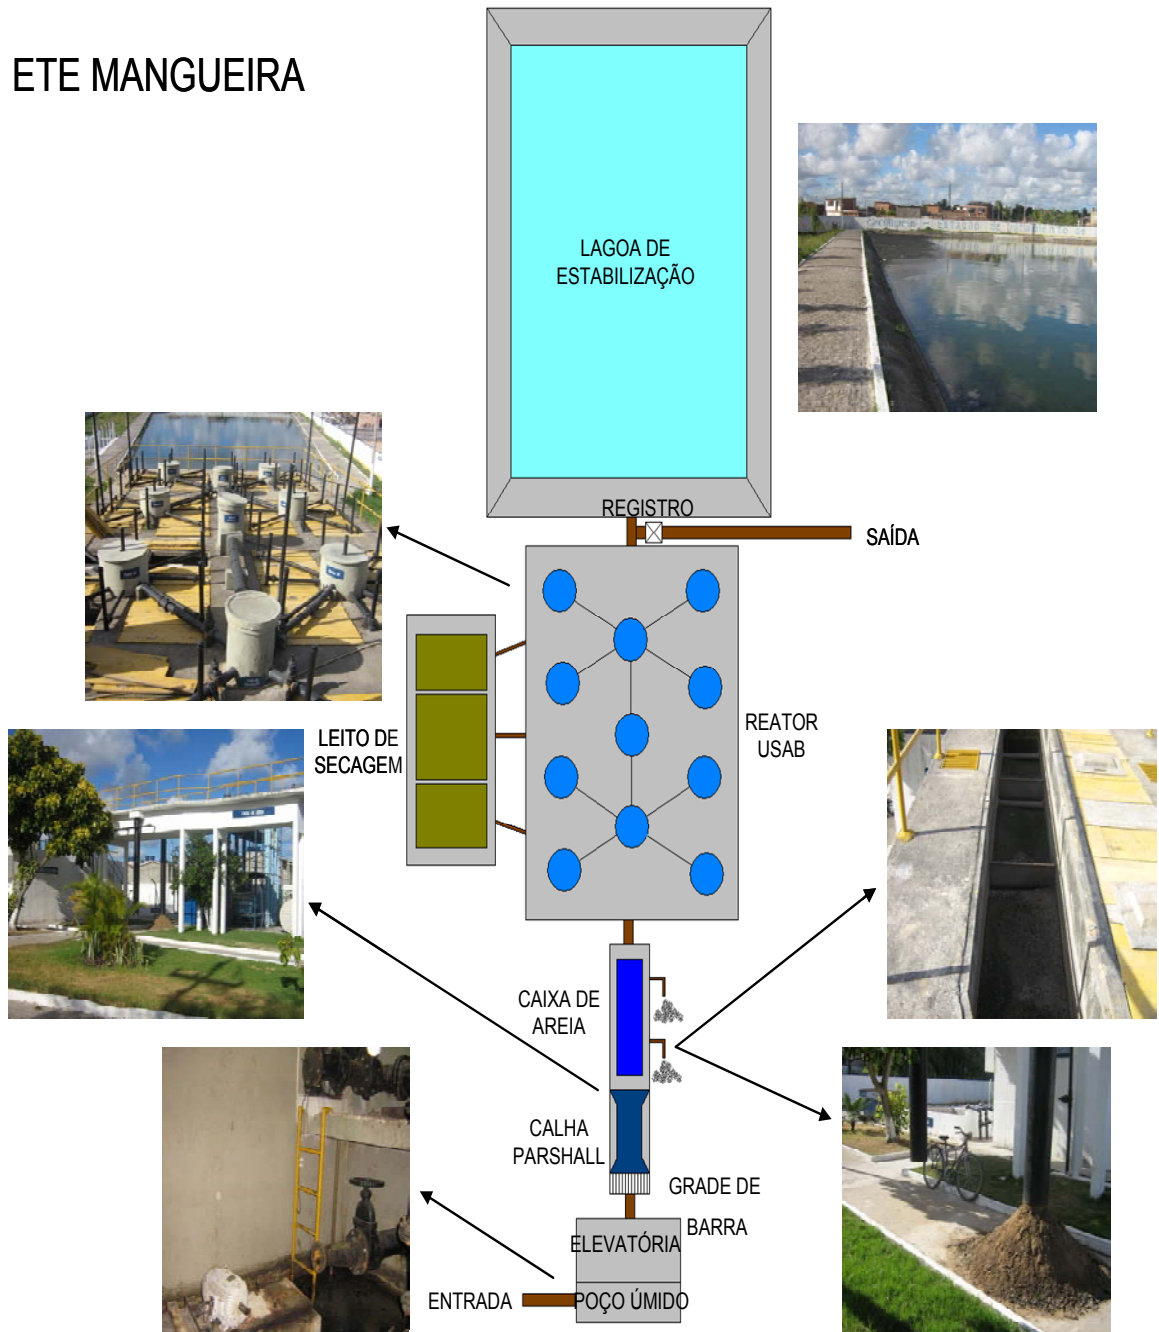 ETE MANGUEIRA
LAGOA DE
ESTABILIZAÇÃO
REGISTRO
SAÍDA
REATOR
USAB
LEITO DE
SECAGEM
CAIXA DE
AREIA
CALHA
PARSHALL
GRADE DE
BARRA
ELEVATÓRIA
ENTRADA
POÇO ÚMIDO